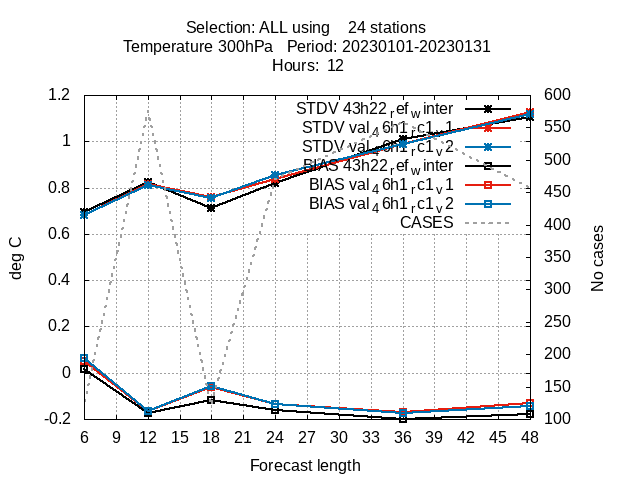 Selection: ALL using 24 stations
Temperature 300hPa Period: 20230101-20230131
Hours: 12
STDV 43h22_ref_winter
STDV val_46h1_rc1_v1
STDV val_46h1_rc1_v2
BIAS 43h22_ref_winter
BIAS val_46h1_rc1_v1
BIAS val_46h1_rc1_v2
CASES
1.2
1
0.8
0.6
0.4
0.2
0
-0.2
deg C
600
550
500
450
400
350
300
250
200
150
100
No cases
6 9 12 15 18 21 24 27 30 33 36 39 42 45 48
Forecast length